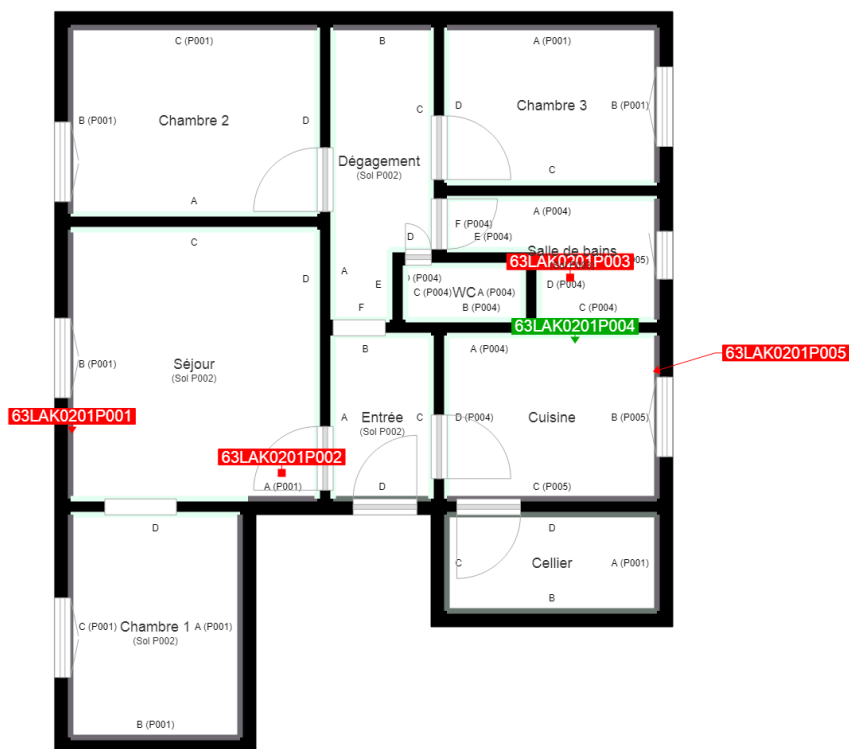 C (P001)
B
A (P001)
B (P001)
Chambre 2
D
C
D
Chambre 3
B (P001)
Dégagement
(Sol P002)
C
A
A (P004)
F (P004)
E (P004)
D
C
D
Salle de bains
P005)
63LAK0201P003
A
E
F
(P004)
C (P004)
WC
A (P004)
B (P004)
D (P004)
C (P004)
63LAK0201P004
B
A (P004)
63LAK0201P005
B (P001)
Séjour
(Sol P002)
63LAK0201P001
A
Entrée
(Sol P002)
C
D (P004)
Cuisine
B (P005)
63LAK0201P002
A (P001)
D
C (P005)
D
D
C
Cellier
A (P001)
B
C (P001)
Chambre 1
(Sol P002)
A (P001)
B (P001)